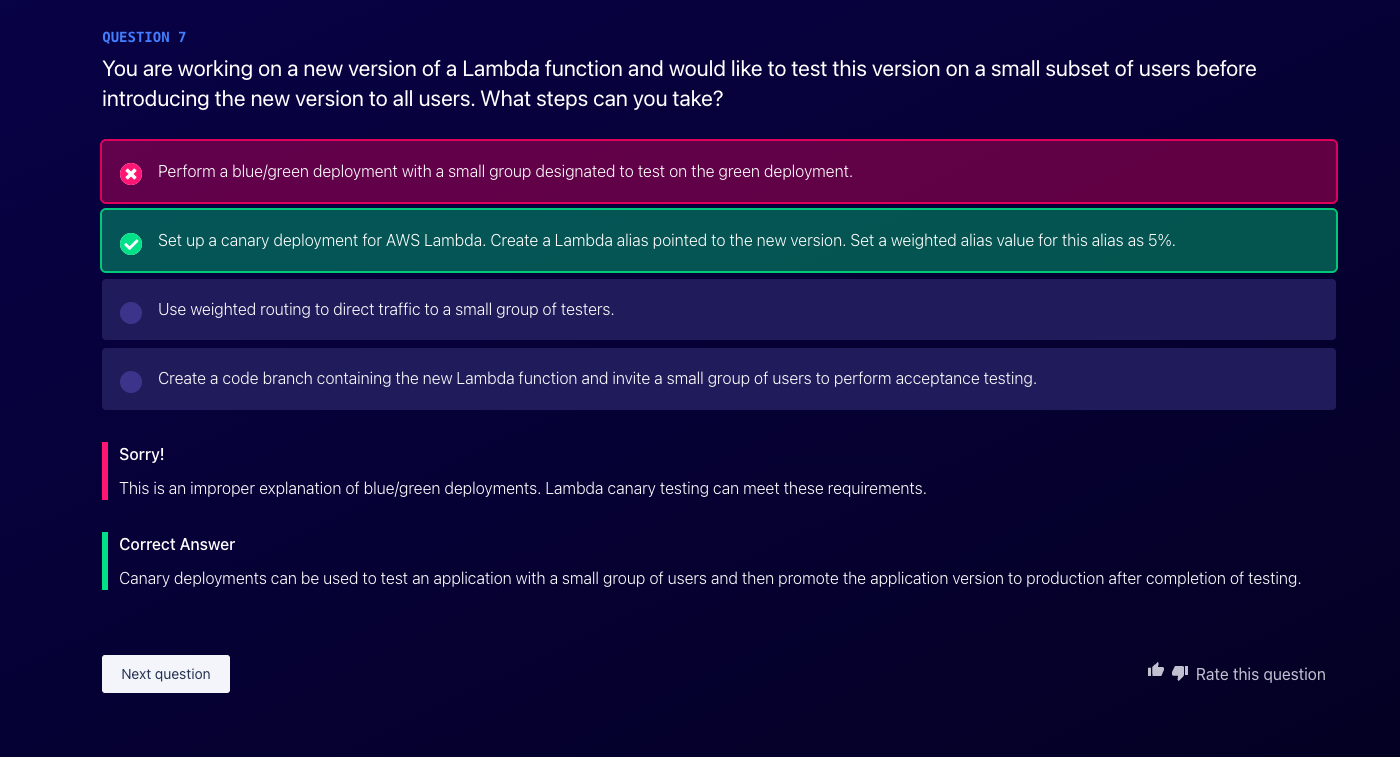 QUESTION 7
You are working on a new version of a Lambda function and would like to test this version on a small subset of users before
introducing the new version to all users. What steps can you take?
Perform a blue/green deployment with a small group designated to test on the green deployment.
Set up a canary deployment for AWS Lambda. Create a Lambda alias pointed to the new version. Set a weighted alias value for this alias as 5%.
Use weighted routing to direct traffic to a small group of testers.
Create a code branch containing the new Lambda function and invite a small group of users to perform acceptance testing.
Sorry!
This is an improper explanation of blue/green deployments. Lambda canary testing can meet these requirements.
Correct Answer
Canary deployments can be used to test an application with a small group of users and then promote the application version to production after completion of testing.
Next question
Rate this question